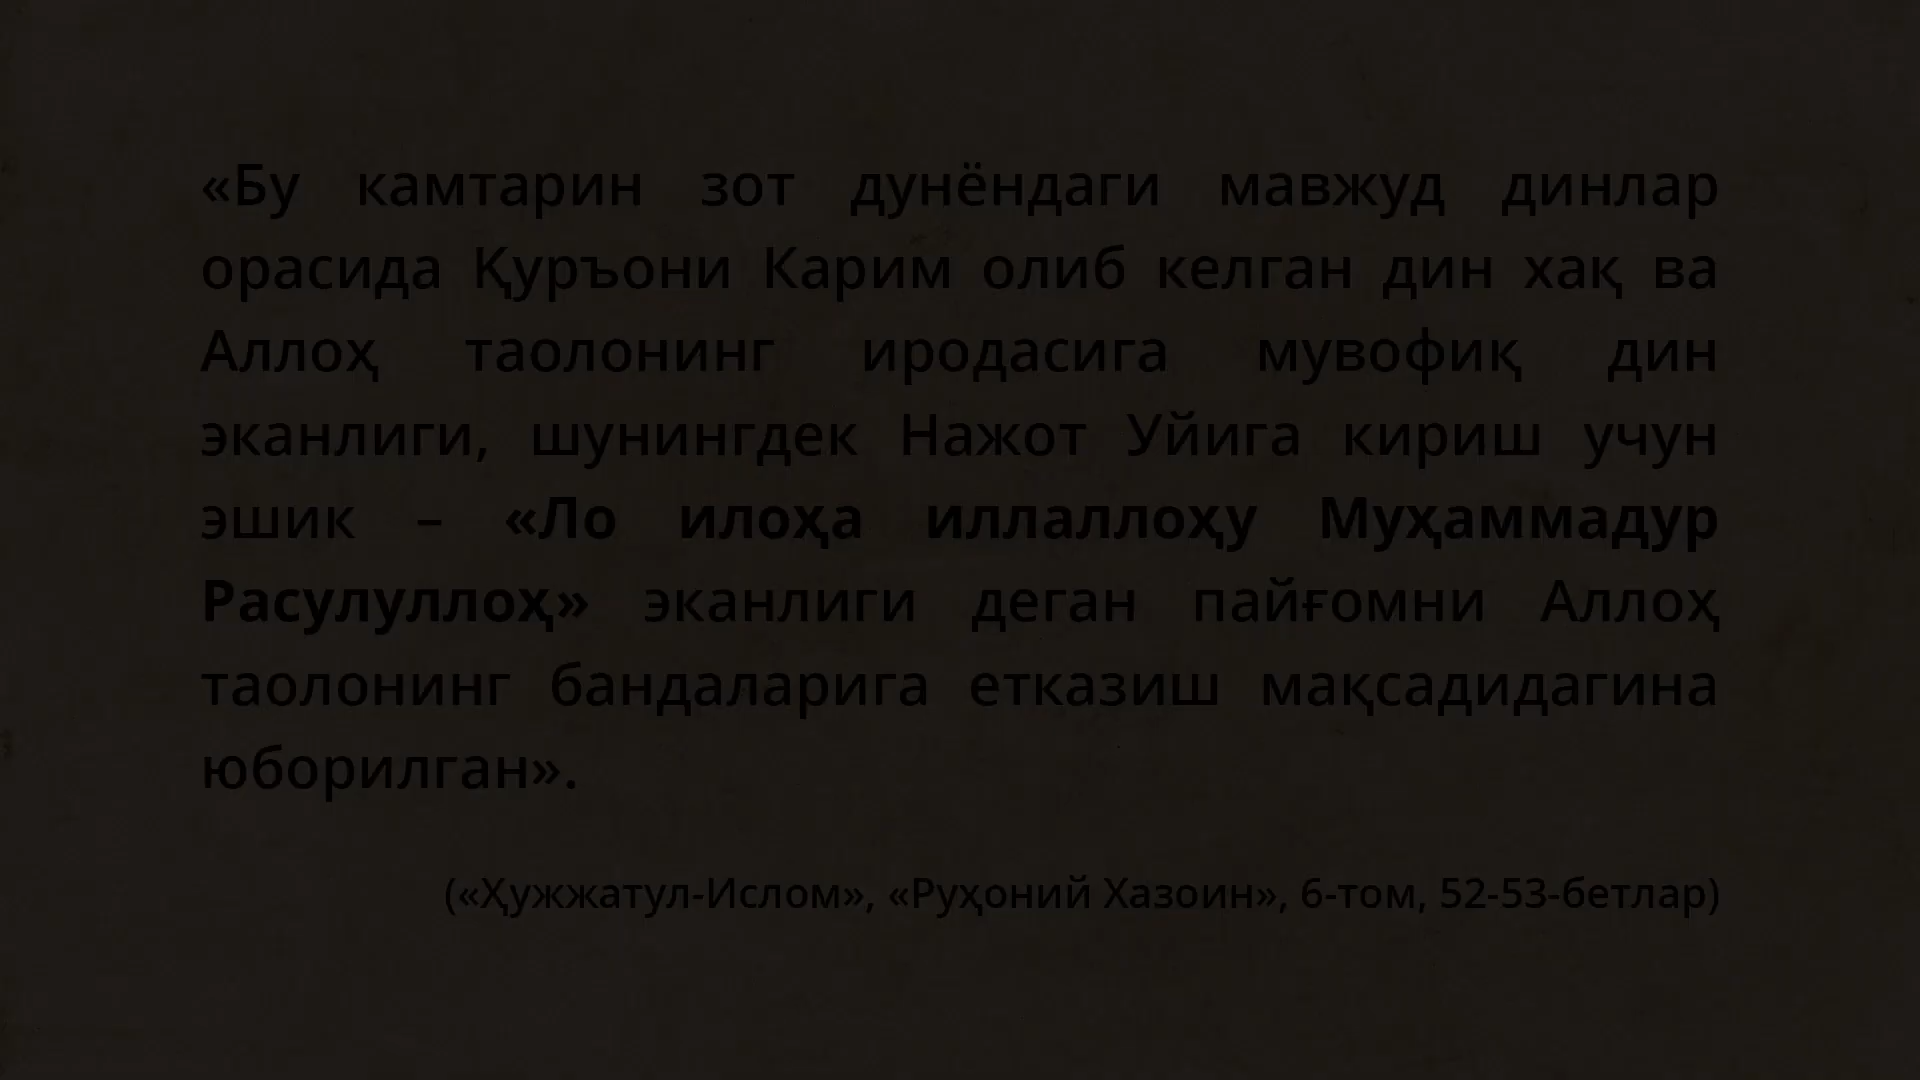 «Бу камтарин зот дунёндаги мавжуд динлар
орасида Қуръони Карим олиб келган дин хақ ва
Аллоҳ таолонинг иродасига мувофиқ дин
эканлиги, шунингдек Нажот Уйига кириш учун
эшик – «Ло илоҳа иллаллоҳу Муҳаммадур
Расулуллоҳ» эканлиги деган пайғомни Аллоҳ
таолонинг бандаларига етказиш мақсадидагина
юборилган».
(«Ҳужжатул-Ислом», «Руҳоний Хазоин», 6-том, 52-53-бетлар)